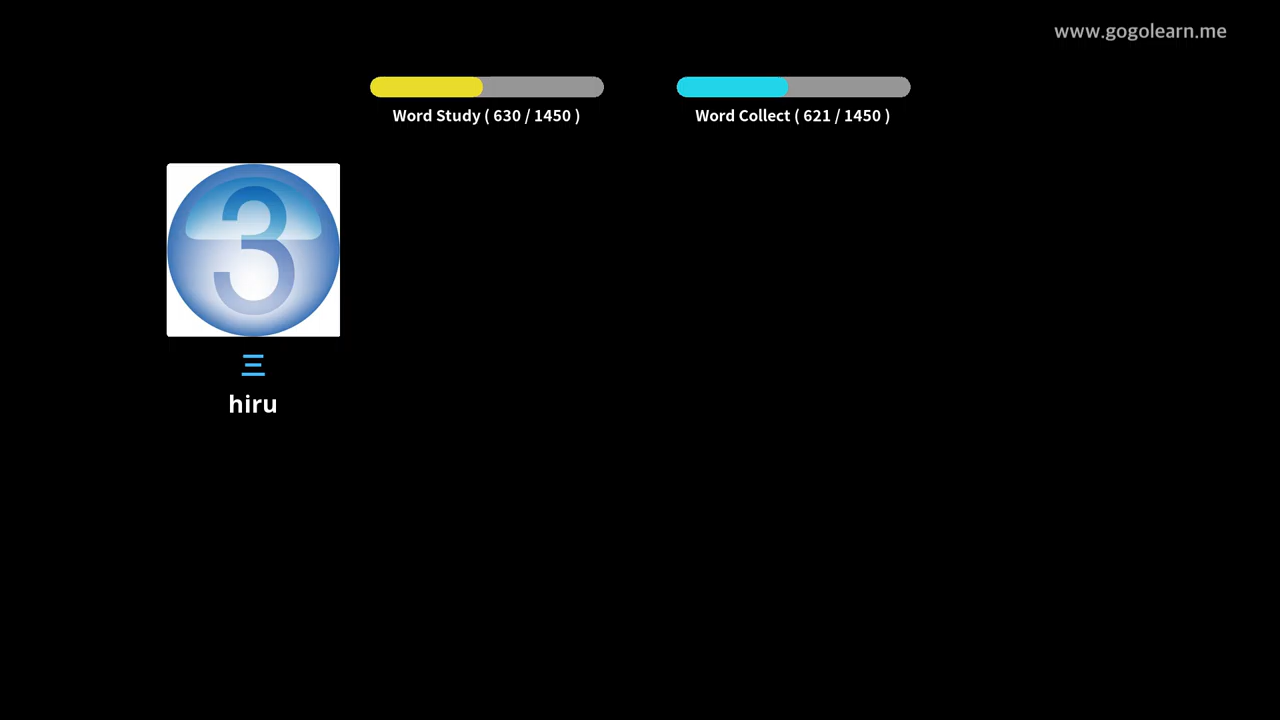 www.gogolearn.me
Word Study ( 630 / 1450 )
Word Collect ( 621 / 1450 )
3
三
hiru